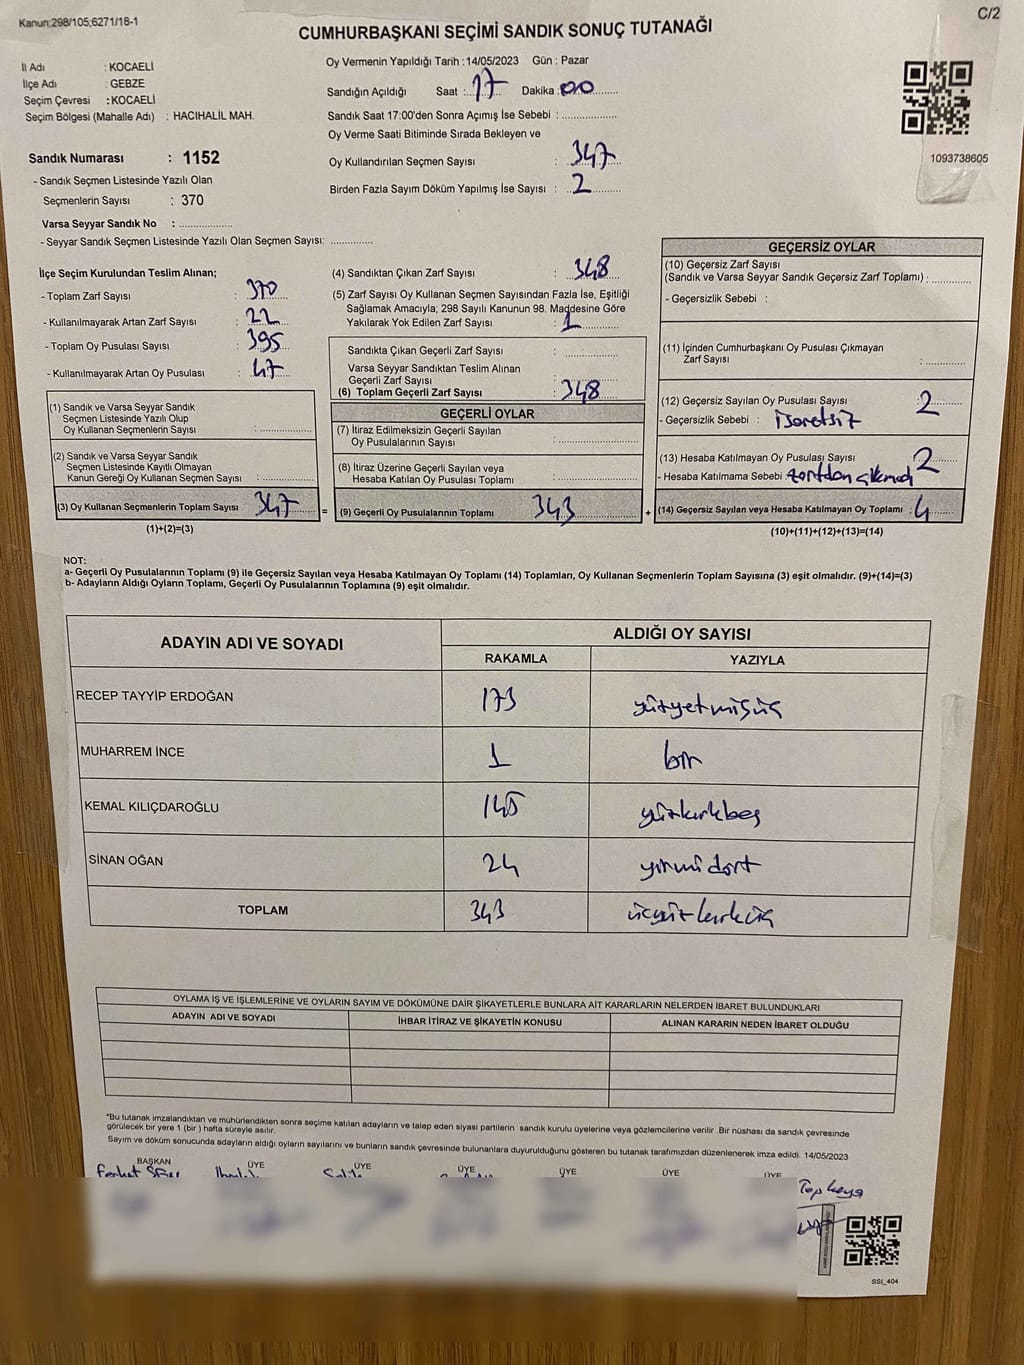 Kanun:298/105;6271/18-1
C/2
CUMHURBAŞKANI SEÇİMİ SANDIK SONUÇ TUTANAĞI
İl Adı : KOCAELİ
İlçe Adı : GEBZE
Seçim Çevresi : KOCAELİ
Seçim Bölgesi (Mahalle Adı) : HACIHALİL MAH.
Sandık Numarası : 1152
- Sandık Seçmen Listesinde Yazılı Olan
Seçmenlerin Sayısı : 370
Varsa Seyyar Sandık No : ..................
- Seyyar Sandık Seçmen Listesinde Yazılı Olan Seçmen Sayısı: ..............
Oy Vermenin Yapıldığı Tarih :14/05/2023 Gün : Pazar
Sandığın Açıldığı Saat : 17 Dakika : 00
Sandık Saat 17:00'den Sonra Açımış İse Sebebi : ..................
Oy Verme Saati Bitiminde Sırada Bekleyen ve
Oy Kullandırılan Seçmen Sayısı : 347
Birden Fazla Sayım Döküm Yapılmış İse Sayısı : 2
1093738605
İlçe Seçim Kurulundan Teslim Alınan;
- Toplam Zarf Sayısı : 370
- Kullanılmayarak Artan Zarf Sayısı : 22
- Toplam Oy Pusulası Sayısı : 395
- Kullanılmayarak Artan Oy Pusulası : 47
(1) Sandık ve Varsa Seyyar Sandık
Seçmen Listesinde Yazılı Olup
Oy Kullanan Seçmenlerin Sayısı : ..................
(2) Sandık ve Varsa Seyyar Sandık
Seçmen Listesinde Kayıtlı Olmayan
Kanun Gereği Oy Kullanan Seçmen Sayısı : ..................
(3) Oy Kullanan Seçmenlerin Toplam Sayısı 347 =
(1)+(2)=(3)
(4) Sandıktan Çıkan Zarf Sayısı : 348
(5) Zarf Sayısı Oy Kullanan Seçmen Sayısından Fazla İse, Eşitliği
Sağlamak Amacıyla; 298 Sayılı Kanunun 98. Maddesine Göre
Yakılarak Yok Edilen Zarf Sayısı : 1
Sandıkta Çıkan Geçerli Zarf Sayısı : ..................
Varsa Seyyar Sandıktan Teslim Alınan
Geçerli Zarf Sayısı : ..................
(6) Toplam Geçerli Zarf Sayısı : 348
GEÇERLİ OYLAR
(7) İtiraz Edilmeksizin Geçerli Sayılan
Oy Pusulalarının Sayısı : ..................
(8) İtiraz Üzerine Geçerli Sayılan veya
Hesaba Katılan Oy Pusulası Toplamı : ..................
(9) Geçerli Oy Pusulalarının Toplamı 343 +
GEÇERSİZ OYLAR
(10) Geçersiz Zarf Sayısı
(Sandık ve Varsa Seyyar Sandık Geçersiz Zarf Toplamı) : ..............
- Geçersizlik Sebebi :
(11) İçinden Cumhurbaşkanı Oy Pusulası Çıkmayan
Zarf Sayısı : ..............
(12) Geçersiz Sayılan Oy Pusulası Sayısı 2
- Geçersizlik Sebebi : İşaretsiz
(13) Hesaba Katılmayan Oy Pusulası Sayısı 2
- Hesaba Katılmama Sebebi zarftan çıkmadı
(14) Geçersiz Sayılan veya Hesaba Katılmayan Oy Toplamı : 4
(10)+(11)+(12)+(13)=(14)
NOT:
a- Geçerli Oy Pusulalarının Toplamı (9) ile Geçersiz Sayılan veya Hesaba Katılmayan Oy Toplamı (14) Toplamları, Oy Kullanan Seçmenlerin Toplam Sayısına (3) eşit olmalıdır. (9)+(14)=(3)
b- Adayların Aldığı Oyların Toplamı, Geçerli Oy Pusulalarının Toplamına (9) eşit olmalıdır.
ADAYIN ADI VE SOYADI
ALDIĞI OY SAYISI
RAKAMLA YAZIYLA
RECEP TAYYİP ERDOĞAN 173 yüzyetmişüç
MUHARREM İNCE 1 bir
KEMAL KILIÇDAROĞLU 145 yüzkırkbeş
SİNAN OĞAN 24 yirmidört
TOPLAM 343 üçyüzkırküç
OYLAMA İŞ VE İŞLEMLERİNE VE OYLARIN SAYIM VE DÖKÜMÜNE DAİR ŞİKAYETLERLE BUNLARA AİT KARARLARIN NELERDEN İBARET BULUNDUKLARI
ADAYIN ADI VE SOYADI İHBAR İTİRAZ VE ŞİKAYETİN KONUSU ALINAN KARARIN NEDEN İBARET OLDUĞU
*Bu tutanak imzalandıktan ve mühürlendikten sonra seçime katılan adayların ve talep eden siyasi partilerin sandık kurulu üyelerine veya gözlemcilerine verilir .Bir nüshası da sandık çevresinde
görülecek bir yere 1 (bir ) hafta süreyle asılır.
Sayım ve döküm sonucunda adayların aldığı oyların sayılarını ve bunların sandık çevresinde bulunanlara duyurulduğunu gösteren bu tutanak tarafımızdan düzenlenerek imza edildi. 14/05/2023
BAŞKAN ÜYE ÜYE ÜYE ÜYE ÜYE ÜYE
Ferhat
Topkaya
SSİ_404